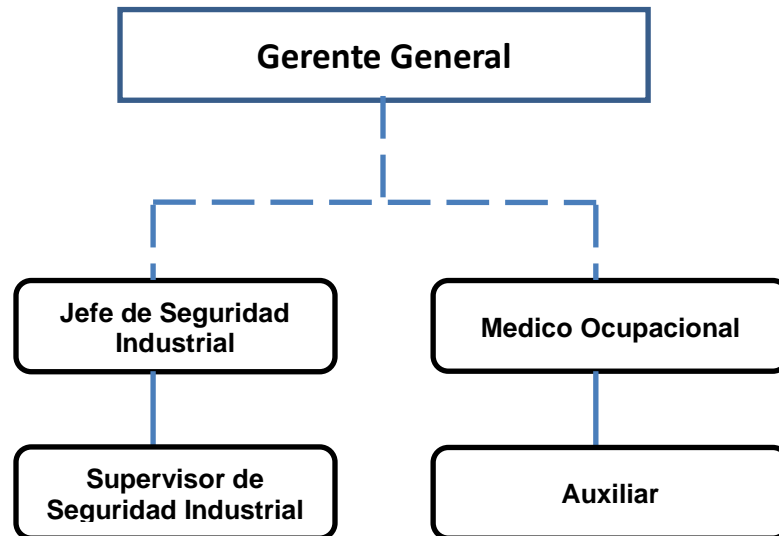 Gerente General
Jefe de Seguridad
Industrial
Medico Ocupacional
Supervisor de
Seguridad Industrial
Auxiliar